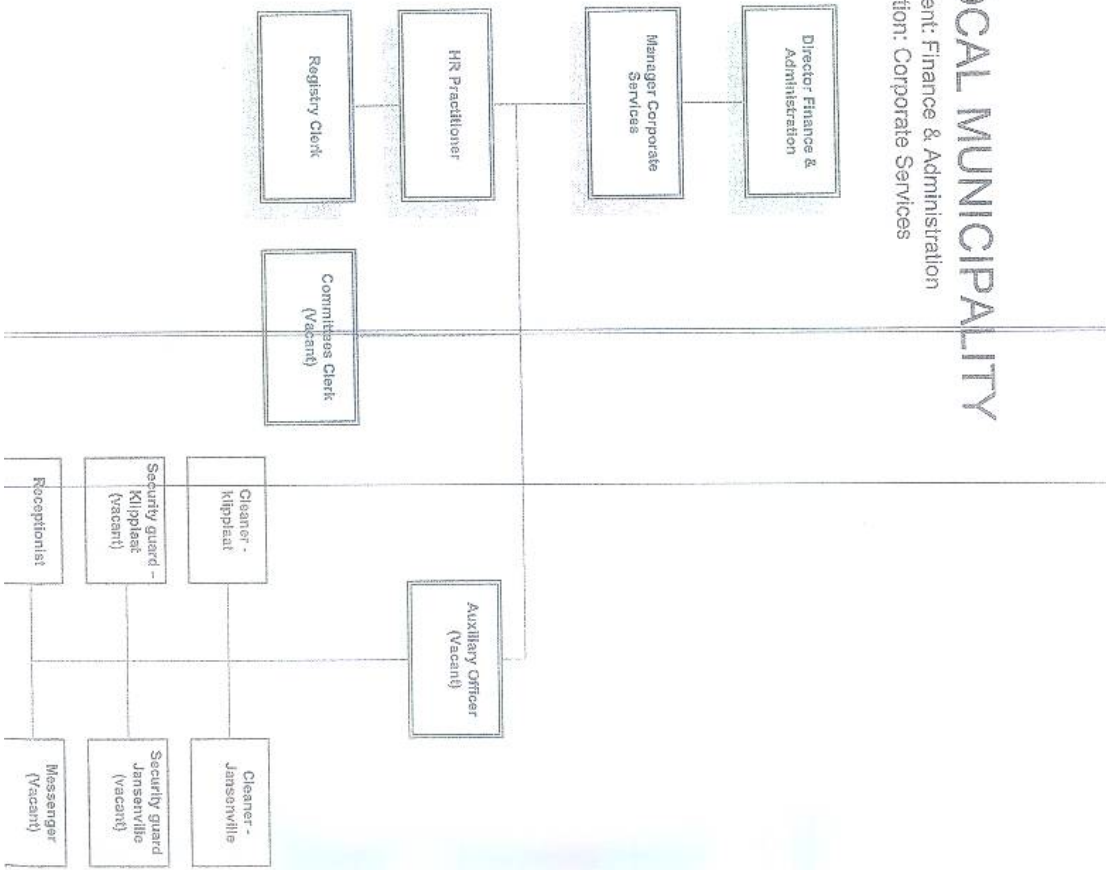 OCAL MUNICIPALITY
ent: Finance & Administration
tion: Corporate Services
Director Finance &
Administration
Manager Corporate
Services
HR Practitioner
Registry Clerk
Committees Clerk
(Vacant)
Auxiliary Officer
(Vacant)
Cleaner -
klipplaat
Cleaner -
Jansenville
Security guard –
Klipplaat
(vacant)
Security guard
Jansenville
(vacant)
Receptionist
Messenger
(Vacant)